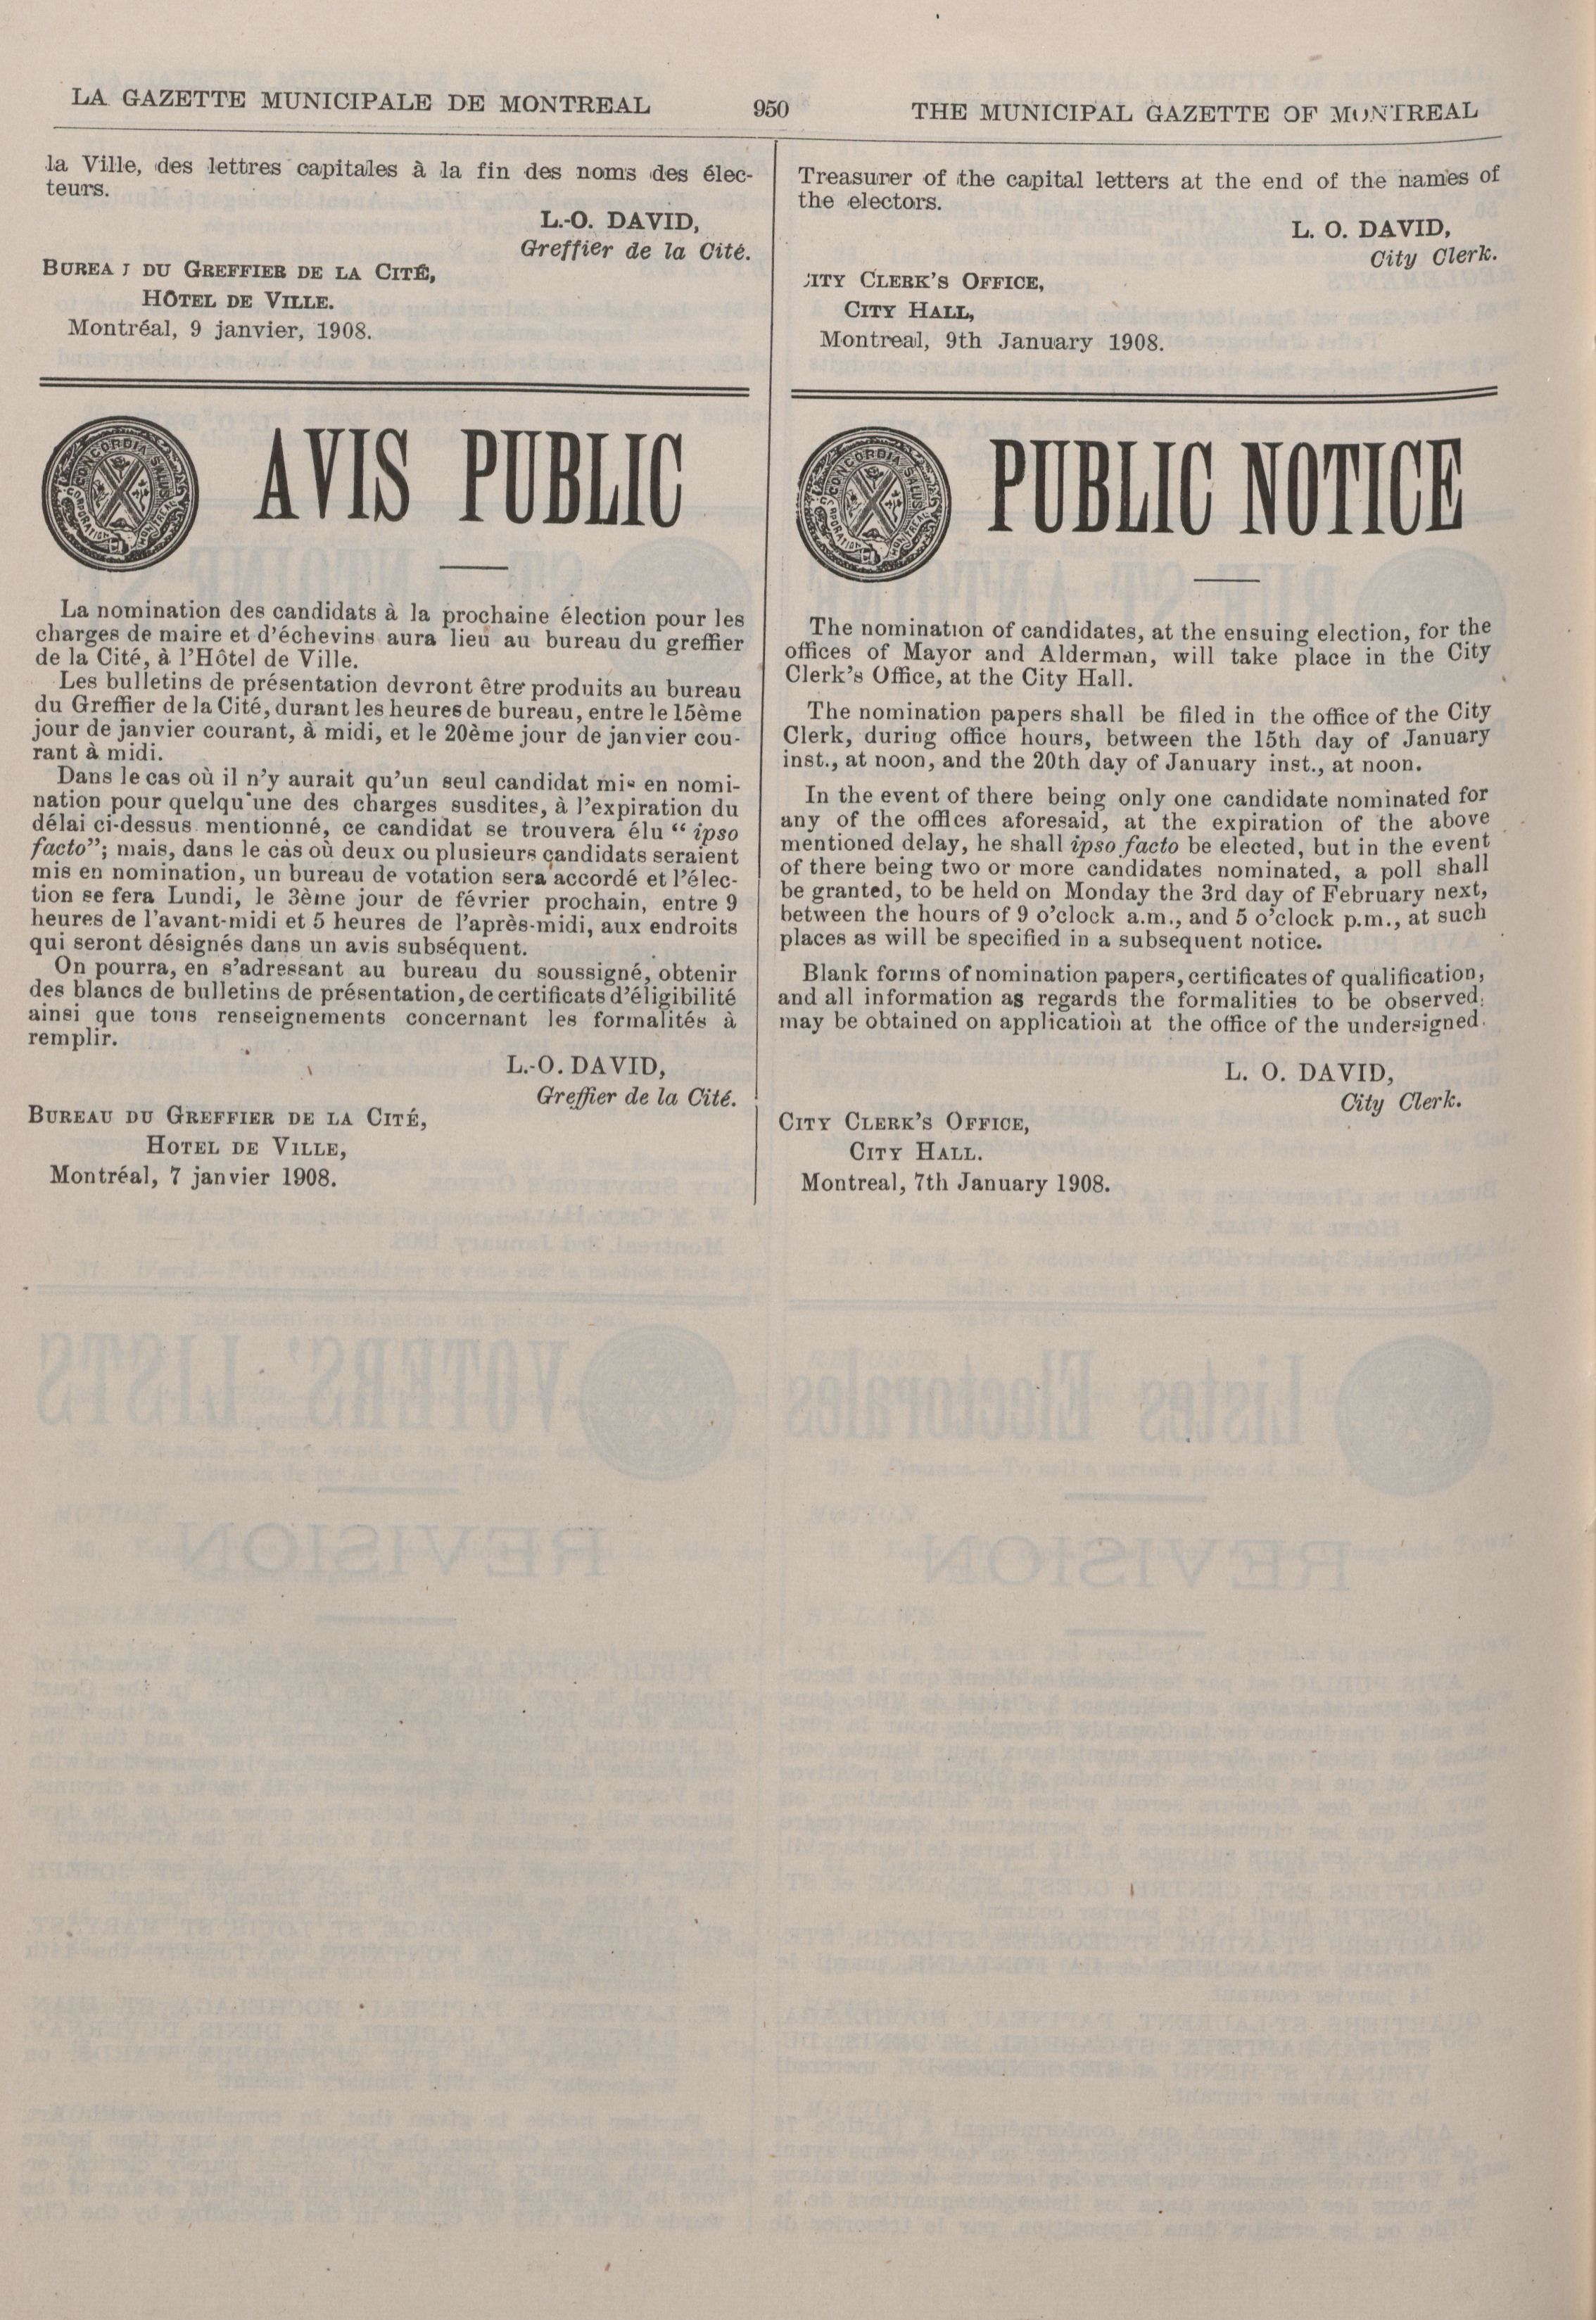 LA GAZETTE MUNICIPALE DE MONTREAL
950
THE MUNICIPAL GAZETTE OF MONTREAL
la Ville, des lettres capitales à la fin des noms des élec-
teurs.
L.-O. DAVID,
Greffier de la Cité.
BUREA J DU GREFFIER DE LA CITÉ,
HÔTEL DE VILLE.
Montréal, 9 janvier, 1908.
AVIS PUBLIC
CONCORDIA SALUS
CORPORATION MONTREAL
La nomination des candidats à la prochaine élection pour les
charges de maire et d'échevins aura lieu au bureau du greffier
de la Cité, à l'Hôtel de Ville.
Les bulletins de présentation devront être produits au bureau
du Greffier de la Cité, durant les heures de bureau, entre le 15ème
jour de janvier courant, à midi, et le 20ème jour de janvier cou-
rant à midi.
Dans le cas où il n'y aurait qu'un seul candidat mis en nomi-
nation pour quelqu'une des charges susdites, à l'expiration du
délai ci-dessus mentionné, ce candidat se trouvera élu " ipso
facto"; mais, dans le cas où deux ou plusieurs candidats seraient
mis en nomination, un bureau de votation sera accordé et l'élec-
tion se fera Lundi, le 3ème jour de février prochain, entre 9
heures de l'avant-midi et 5 heures de l'après-midi, aux endroits
qui seront désignés dans un avis subséquent.
On pourra, en s'adressant au bureau du soussigné, obtenir
des blancs de bulletins de présentation, de certificats d'éligibilité
ainsi que tous renseignements concernant les formalités à
remplir.
L.-O. DAVID,
Greffier de la Cité.
BUREAU DU GREFFIER DE LA CITÉ,
HOTEL DE VILLE,
Montréal, 7 janvier 1908.
Treasurer of the capital letters at the end of the names of
the electors.
L. O. DAVID,
City Clerk.
CITY CLERK'S OFFICE,
CITY HALL,
Montreal, 9th January 1908.
PUBLIC NOTICE
CONCORDIA SALUS
CORPORATION MONTREAL
The nomination of candidates, at the ensuing election, for the
offices of Mayor and Alderman, will take place in the City
Clerk's Office, at the City Hall.
The nomination papers shall be filed in the office of the City
Clerk, during office hours, between the 15th day of January
inst., at noon, and the 20th day of January inst., at noon.
In the event of there being only one candidate nominated for
any of the offices aforesaid, at the expiration of the above
mentioned delay, he shall ipso facto be elected, but in the event
of there being two or more candidates nominated, a poll shall
be granted, to be held on Monday the 3rd day of February next,
between the hours of 9 o'clock a.m., and 5 o'clock p.m., at such
places as will be specified in a subsequent notice.
Blank forms of nomination papers, certificates of qualification,
and all information as regards the formalities to be observed,
may be obtained on application at the office of the undersigned.
L. O. DAVID,
City Clerk.
CITY CLERK'S OFFICE,
CITY HALL.
Montreal, 7th January 1908.